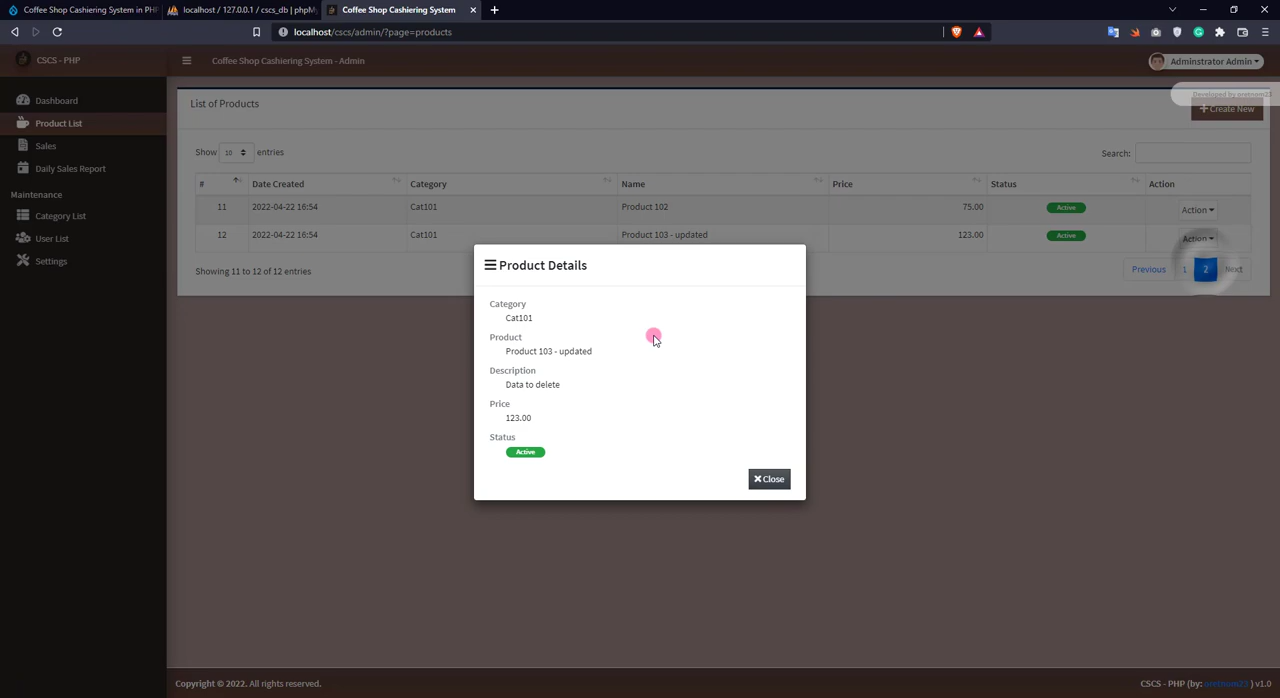 Coffee Shop Cashiering System in PHP
localhost / 127.0.0.1 / cscs_db | phpM
Coffee Shop Cashiering System
localhost/cscs/admin/?page=products
CSCS - PHP
Coffee Shop Cashiering System - Admin
Adminstrator Admin
Dashboard
Product List
Sales
Daily Sales Report
Maintenance
Category List
User List
Settings
List of Products
Developed by oretnom23
Create New
Show 10 entries
Search:
# Date Created Category Name Price Status Action
11 2022-04-22 16:54 Cat101 Product 102 75.00 Active Action
12 2022-04-22 16:54 Cat101 Product 103 - updated 123.00 Active Action
Showing 11 to 12 of 12 entries
Previous 1 2 Next
Product Details
Category
Cat101
Product
Product 103 - updated
Description
Data to delete
Price
123.00
Status
Active
Close
Copyright © 2022. All rights reserved.
CSCS - PHP (by: oretnom23 ) v1.0